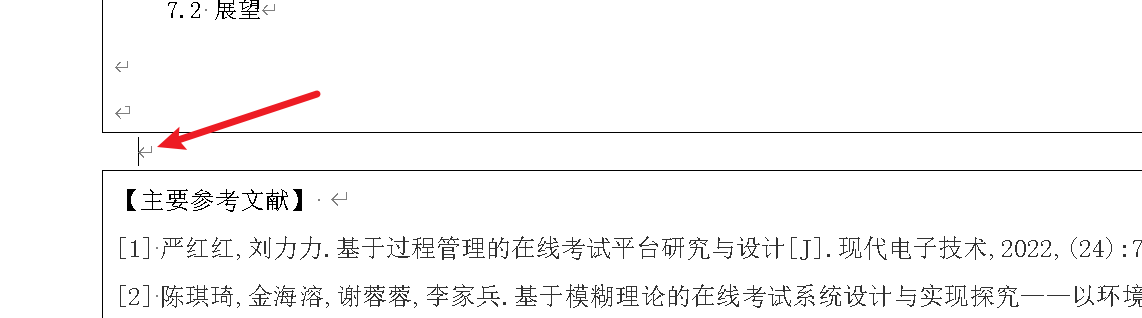 7.2 展望
【主要参考文献】
[1] 严红红,刘力力.基于过程管理的在线考试平台研究与设计[J].现代电子技术,2022,(24):7
[2] 陈琪琦,金海溶,谢蓉蓉,李家兵.基于模糊理论的在线考试系统设计与实现探究——以环境